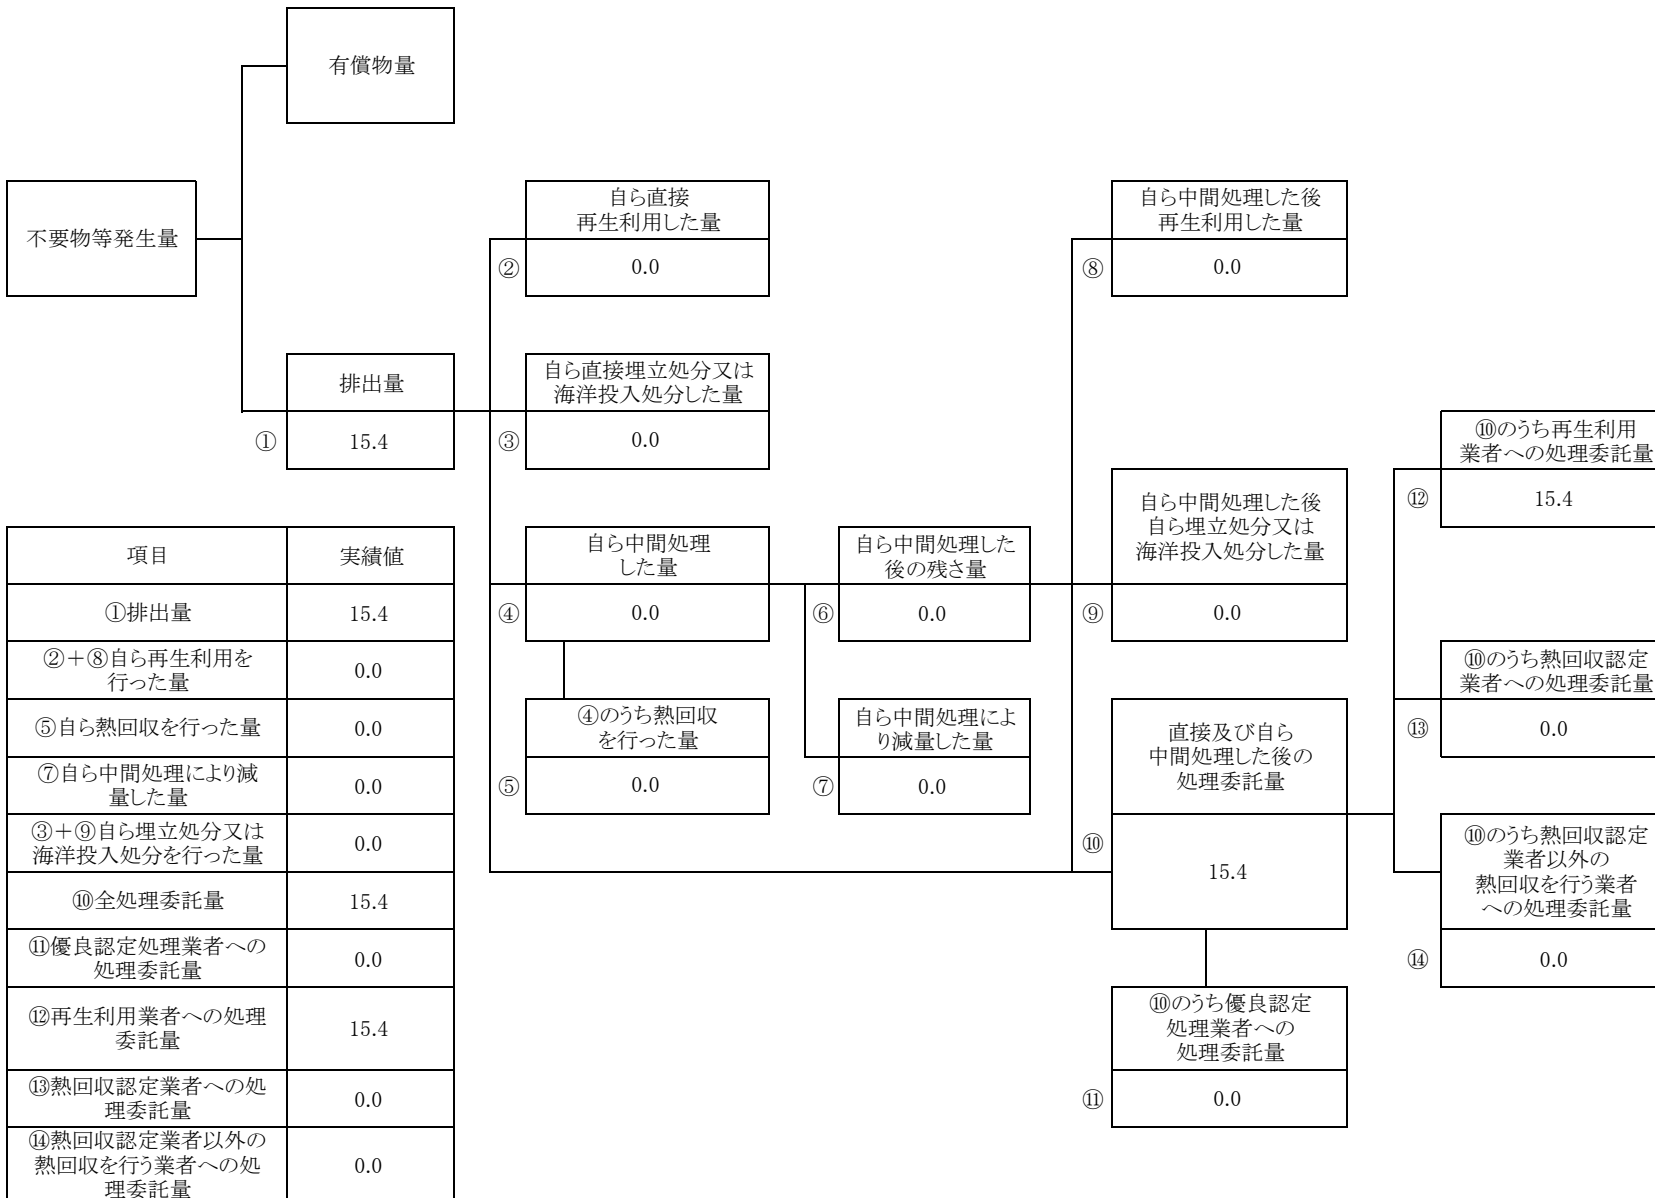 有償物量
不要物等発生量
排出量
①
15.4
自ら直接
再生利用した量
②
0.0
自ら直接埋立処分又は
海洋投入処分した量
③
0.0
自ら中間処理
した量
④
0.0
④のうち熱回収
を行った量
⑤
0.0
自ら中間処理した
後の残さ量
⑥
0.0
自ら中間処理によ
り減量した量
⑦
0.0
自ら中間処理した後
再生利用した量
⑧
0.0
自ら中間処理した後
自ら埋立処分又は
海洋投入処分した量
⑨
0.0
直接及び自ら
中間処理した後の
処理委託量
⑩
15.4
⑩のうち優良認定
処理業者への
処理委託量
⑪
0.0
⑩のうち再生利用
業者への処理委託量
⑫
15.4
⑩のうち熱回収認定
業者への処理委託量
⑬
0.0
⑩のうち熱回収認定
業者以外の
熱回収を行う業者
への処理委託量
⑭
0.0
項目 実績値
①排出量 15.4
②＋⑧自ら再生利用を
行った量
0.0
⑤自ら熱回収を行った量 0.0
⑦自ら中間処理により減
量した量
0.0
③＋⑨自ら埋立処分又は
海洋投入処分を行った量
0.0
⑩全処理委託量 15.4
⑪優良認定処理業者への
処理委託量
0.0
⑫再生利用業者への処理
委託量
15.4
⑬熱回収認定業者への処
理委託量
0.0
⑭熱回収認定業者以外の
熱回収を行う業者への処
理委託量
0.0